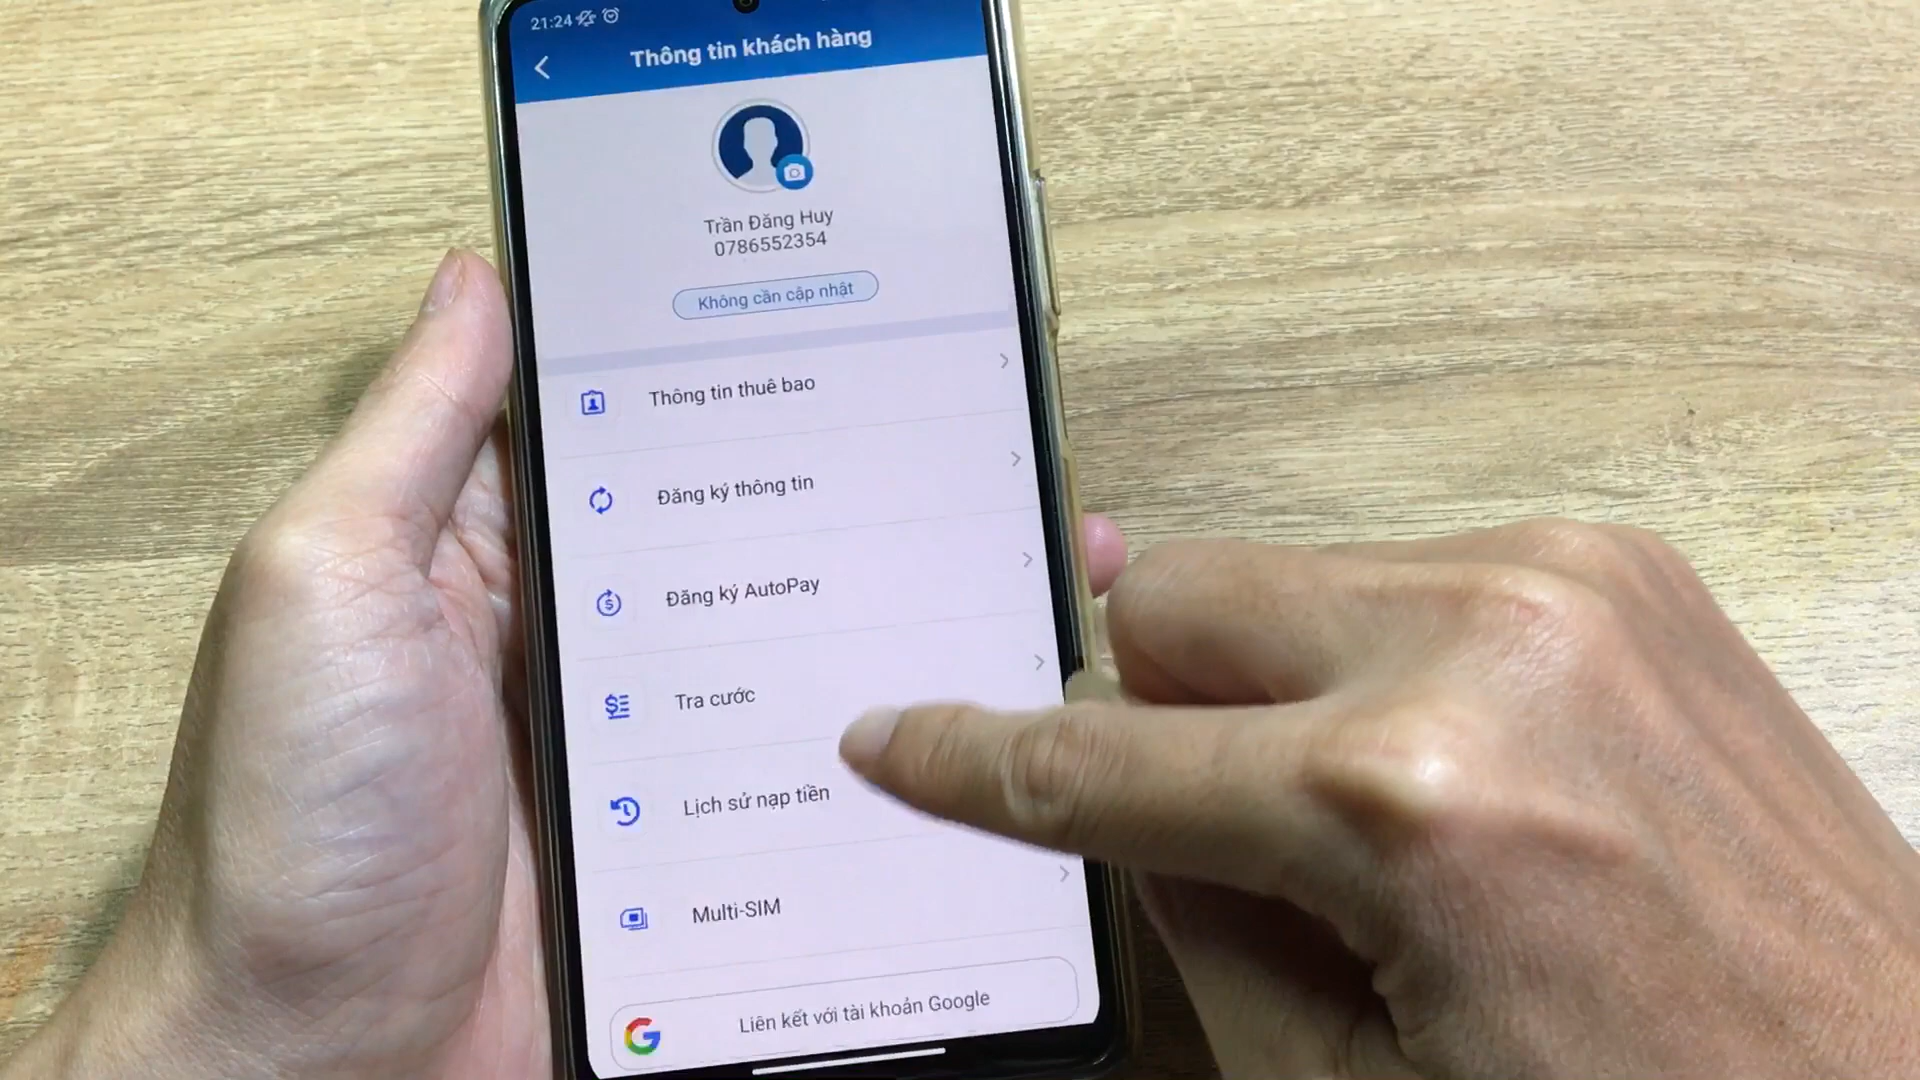 21:24
Thông tin khách hàng
Trần Đăng Huy
0786552354
Không cần cập nhật
Thông tin thuê bao
Đăng ký thông tin
Đăng ký AutoPay
Tra cước
Lịch sử nạp tiền
Multi-SIM
Liên kết với tài khoản Google